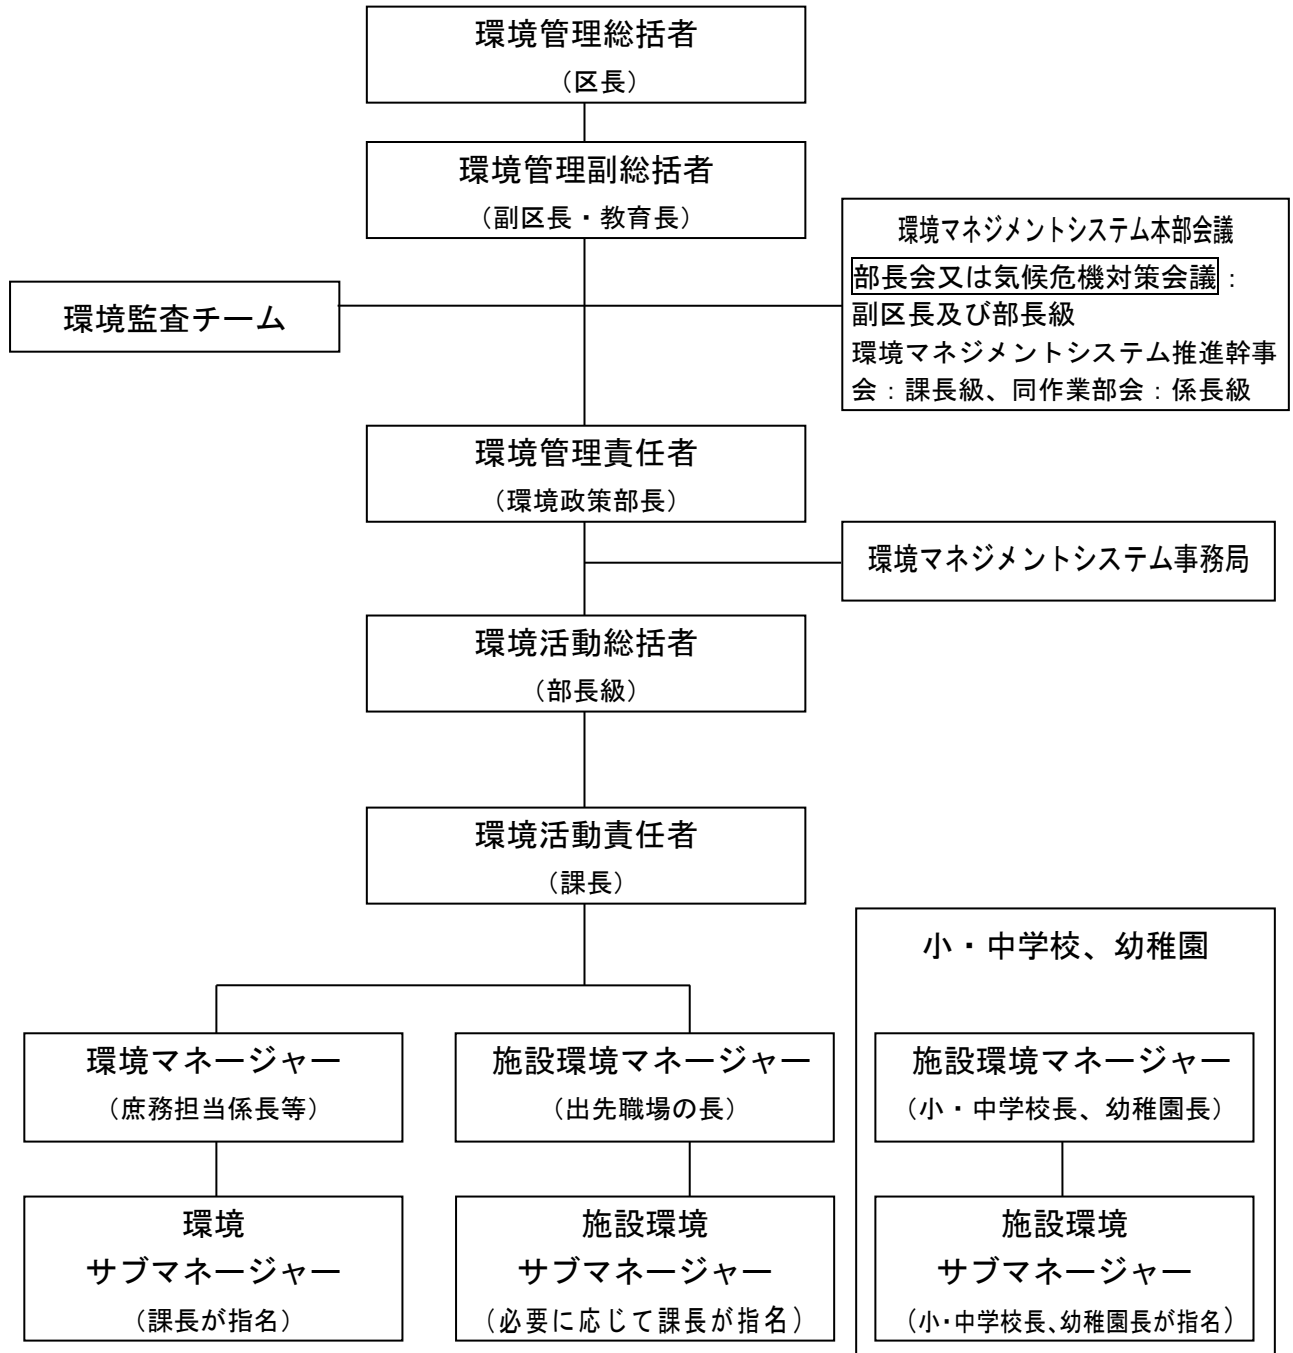 環境管理総括者
（区長）
環境管理副総括者
（副区長・教育長）
環境マネジメントシステム本部会議
部長会又は気候危機対策会議：
副区長及び部長級
環境マネジメントシステム推進幹事
会：課長級、同作業部会：係長級
環境監査チーム
環境管理責任者
（環境政策部長）
環境マネジメントシステム事務局
環境活動総括者
（部長級）
環境活動責任者
（課長）
小・中学校、幼稚園
環境マネージャー
（庶務担当係長等）
施設環境マネージャー
（出先職場の長）
施設環境マネージャー
（小・中学校長、幼稚園長）
環境
サブマネージャー
（課長が指名）
施設環境
サブマネージャー
（必要に応じて課長が指名）
施設環境
サブマネージャー
（小・中学校長、幼稚園長が指名）